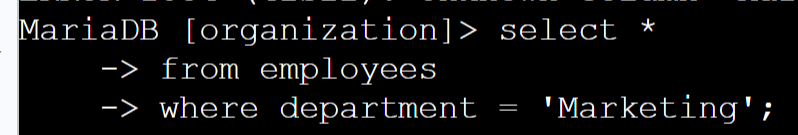 MariaDB [organization]> select *
    -> from employees
    -> where department = 'Marketing';